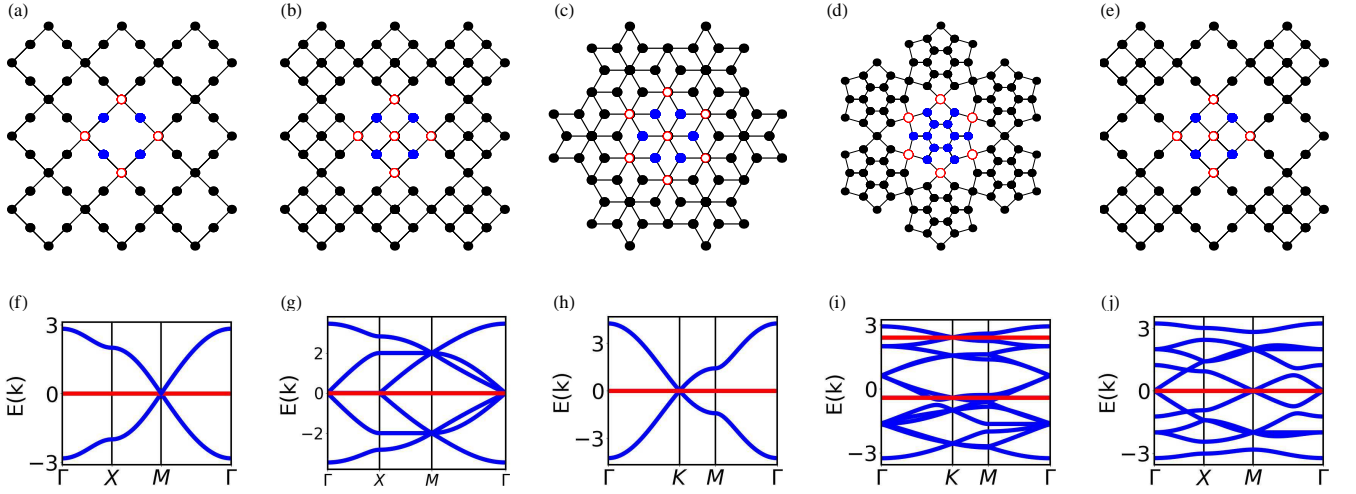 (a) (b) (c) (d) (e)
(f) (g) (h) (i) (j)
E(k) 3 0 −3 Γ X M Γ
E(k) 2 0 −2 Γ X M Γ
E(k) 3 0 −3 Γ K M Γ
E(k) 3 0 −3 Γ K M Γ
E(k) 3 0 −3 Γ X M Γ